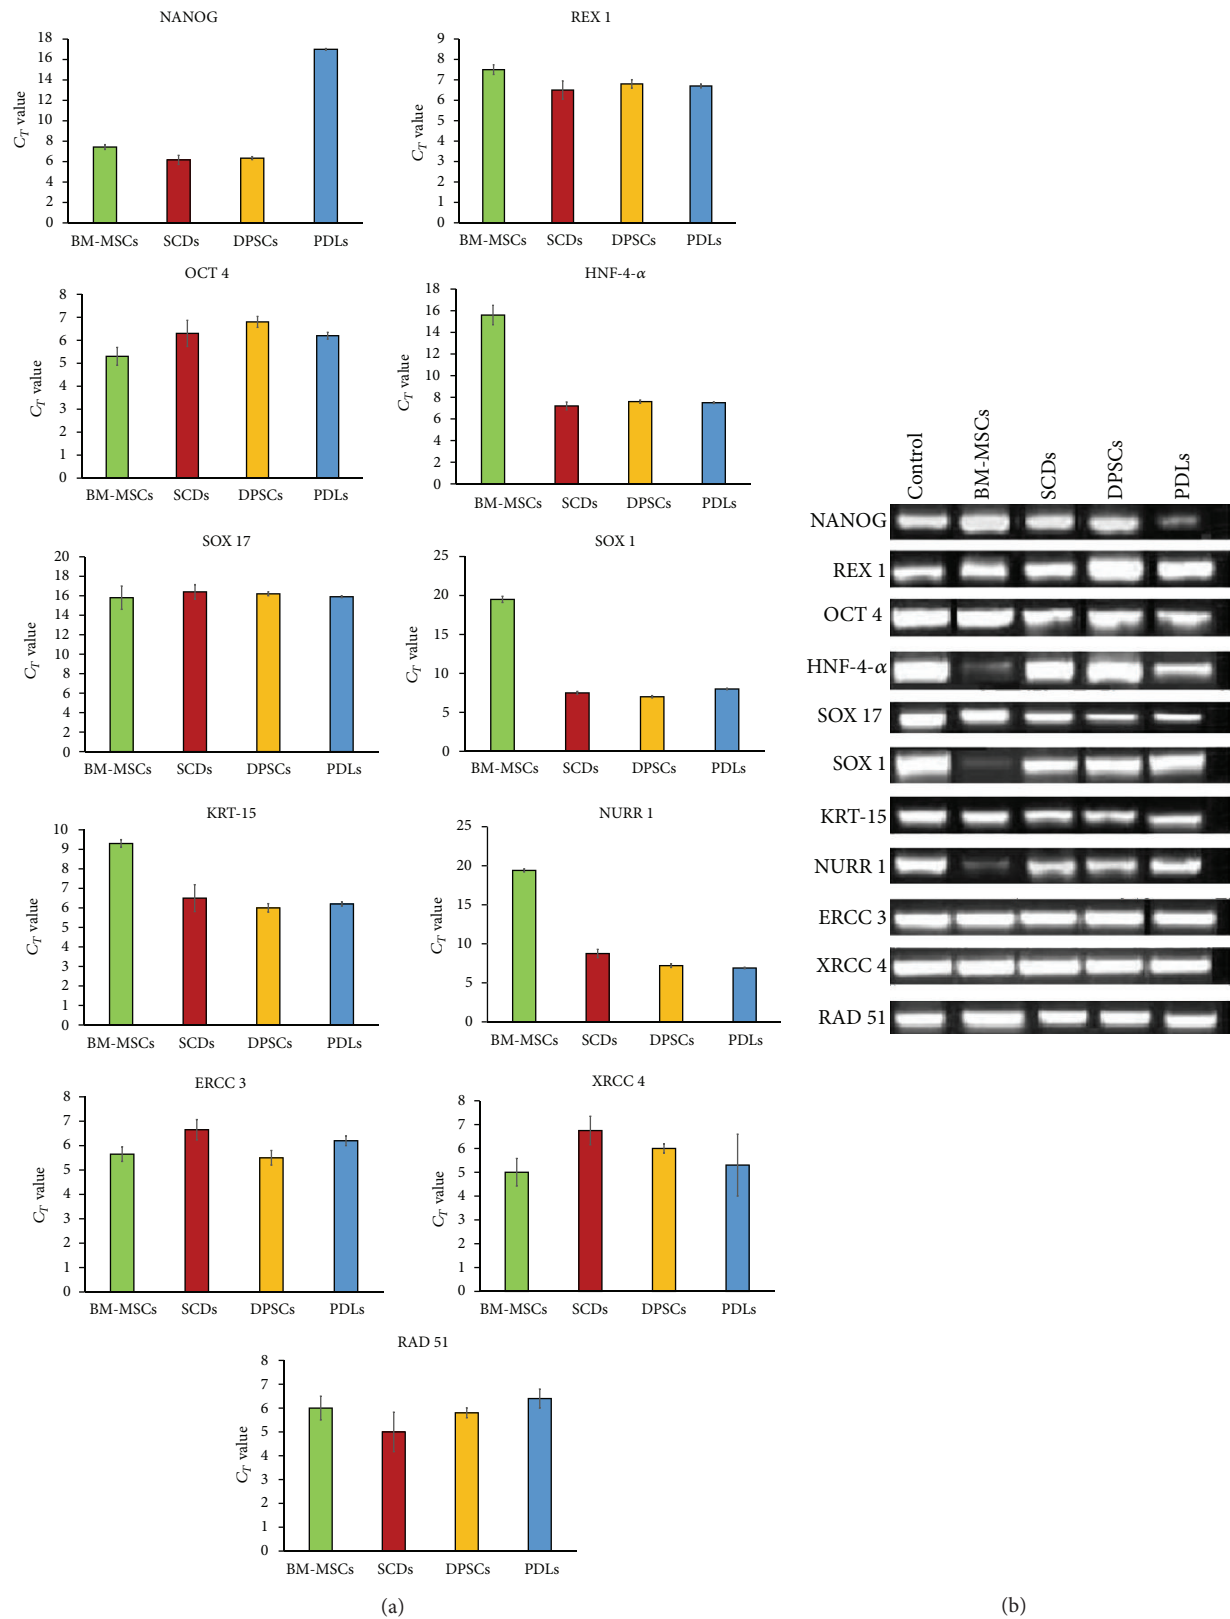 NANOG
18
16
14
12
10
8
6
4
2
0
C_T value
BM-MSCs SCDs DPSCs PDLs
REX 1
9
8
7
6
5
4
3
2
1
0
C_T value
BM-MSCs SCDs DPSCs PDLs
OCT 4
8
7
6
5
4
3
2
1
0
C_T value
BM-MSCs SCDs DPSCs PDLs
HNF-4-α
18
16
14
12
10
8
6
4
2
0
C_T value
BM-MSCs SCDs DPSCs PDLs
SOX 17
20
18
16
14
12
10
8
6
4
2
0
C_T value
BM-MSCs SCDs DPSCs PDLs
SOX 1
25
20
15
10
5
0
C_T value
BM-MSCs SCDs DPSCs PDLs
KRT-15
10
9
8
7
6
5
4
3
2
1
0
C_T value
BM-MSCs SCDs DPSCs PDLs
NURR 1
25
20
15
10
5
0
C_T value
BM-MSCs SCDs DPSCs PDLs
ERCC 3
8
7
6
5
4
3
2
1
0
C_T value
BM-MSCs SCDs DPSCs PDLs
XRCC 4
8
7
6
5
4
3
2
1
0
C_T value
BM-MSCs SCDs DPSCs PDLs
RAD 51
8
7
6
5
4
3
2
1
0
C_T value
BM-MSCs SCDs DPSCs PDLs
(a)
Control BM-MSCs SCDs DPSCs PDLs
NANOG
REX 1
OCT 4
HNF-4-α
SOX 17
SOX 1
KRT-15
NURR 1
ERCC 3
XRCC 4
RAD 51
(b)